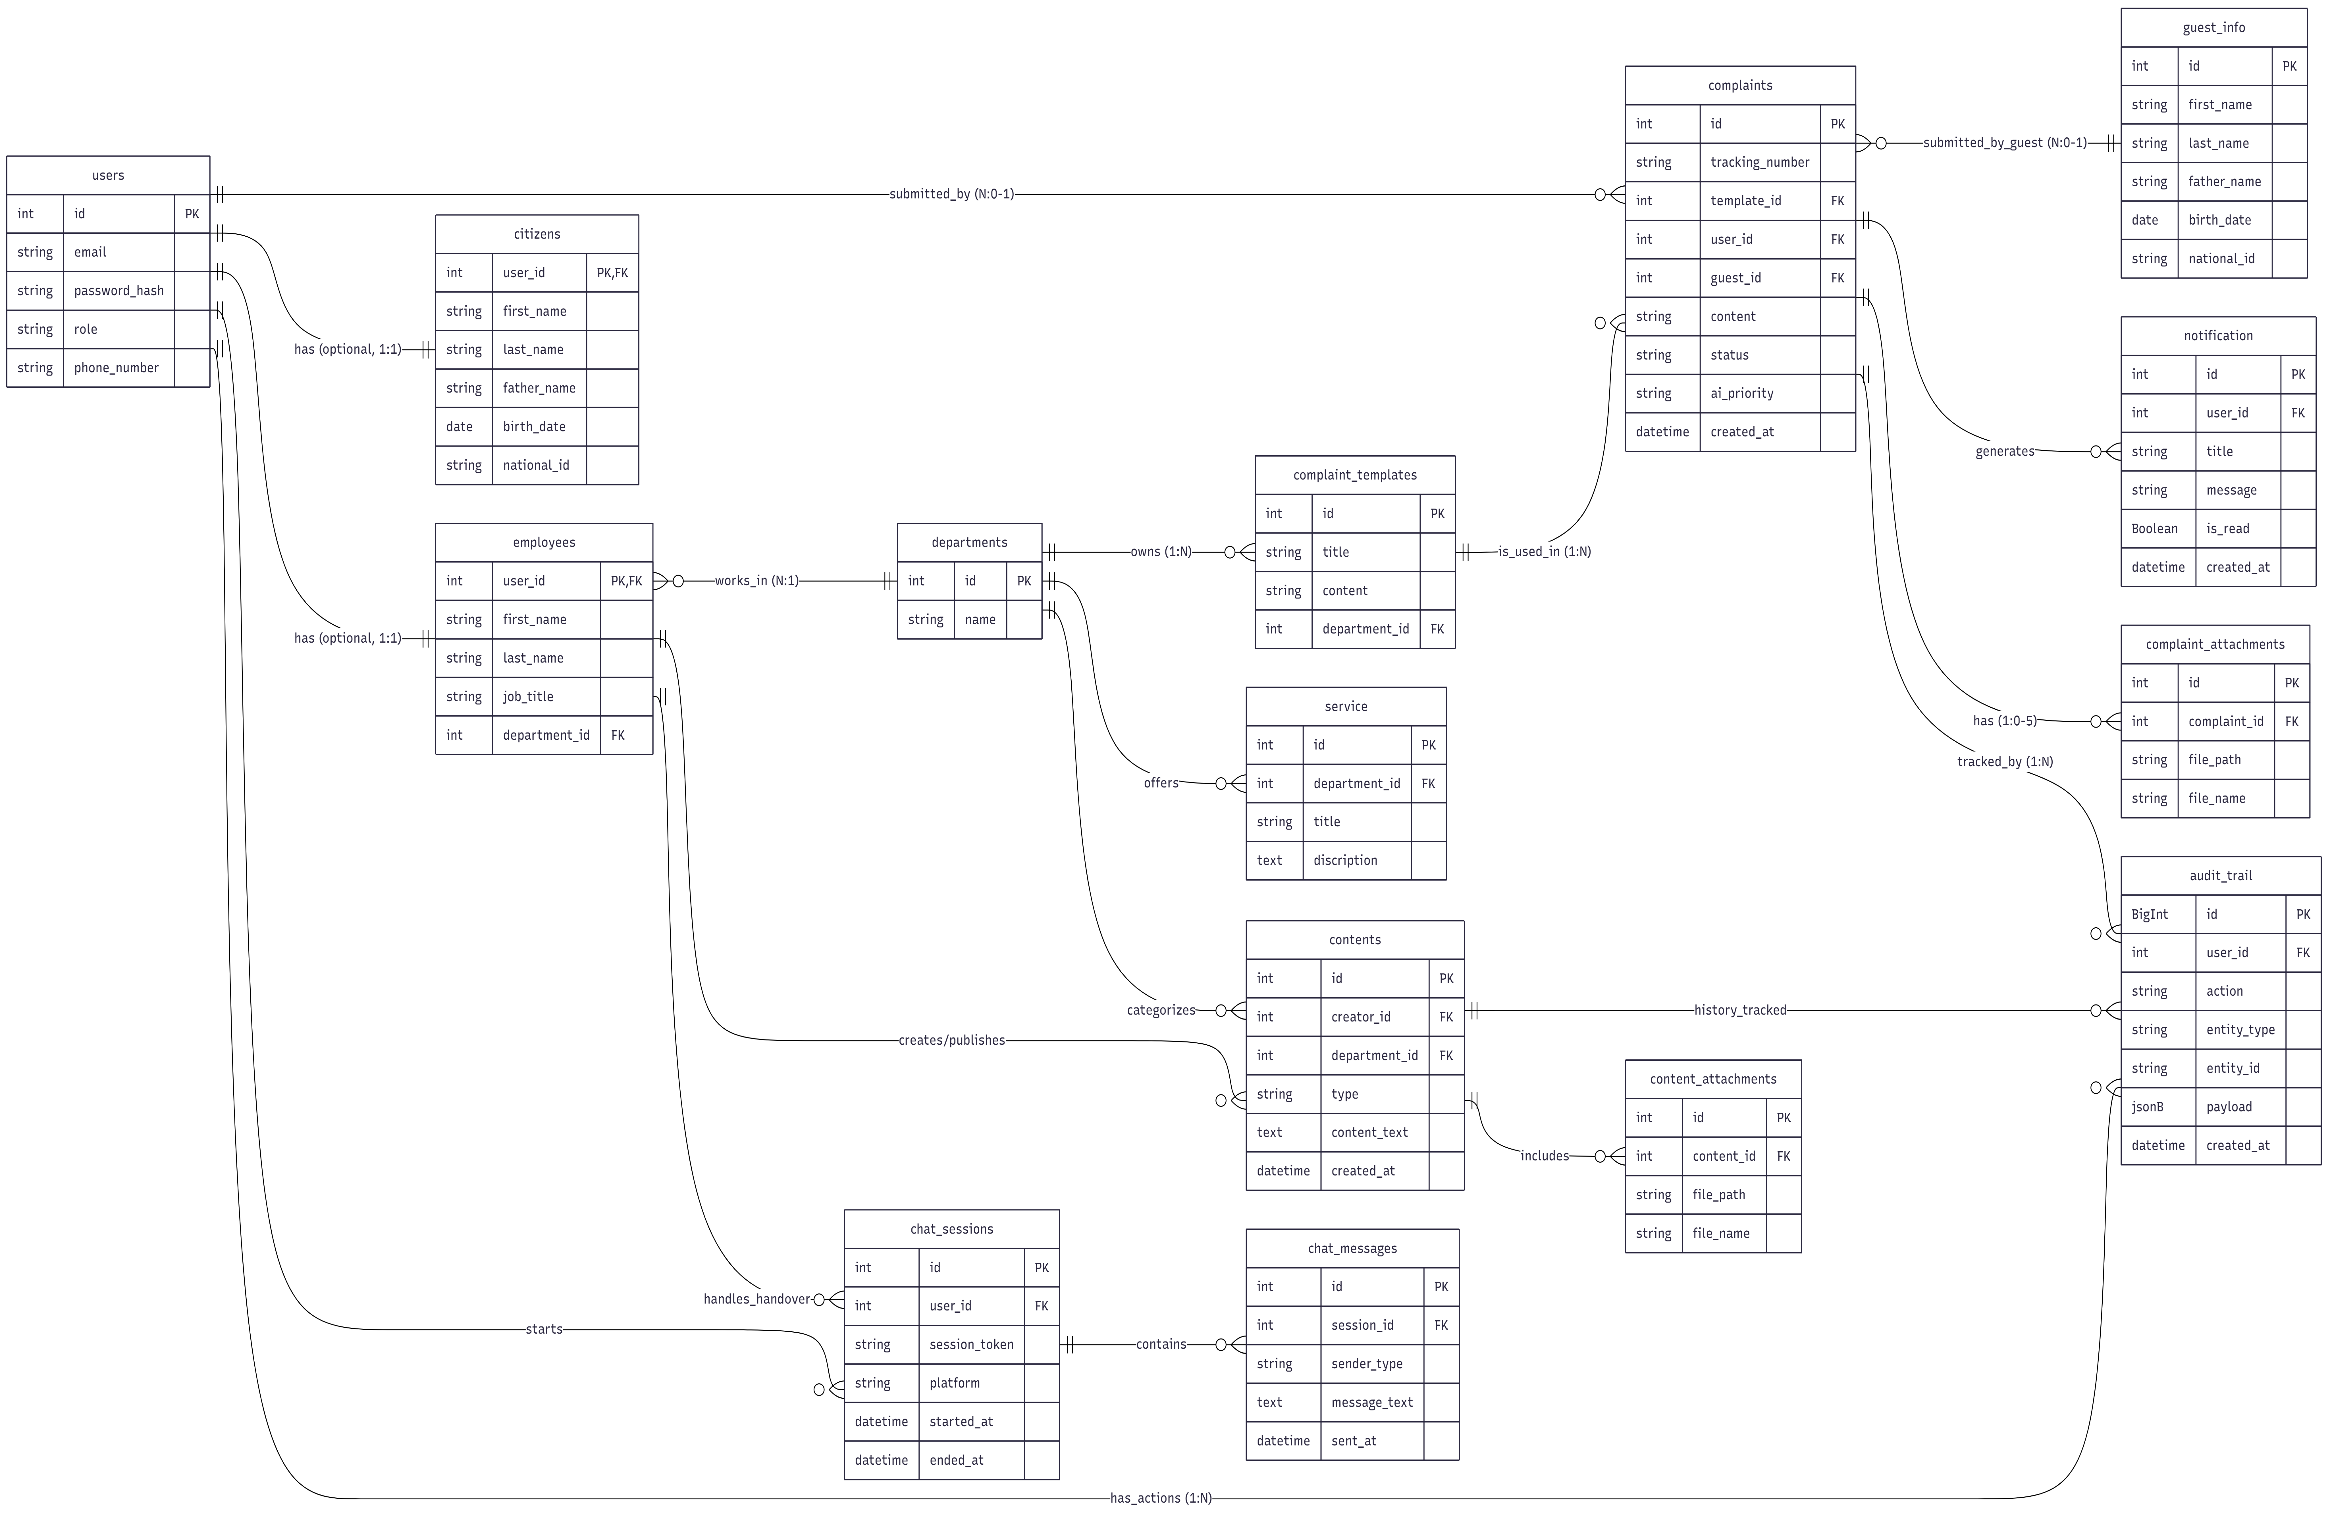 users
int id PK
string email
string password_hash
string role
string phone_number
submitted_by (N:0-1)
has (optional, 1:1)
has (optional, 1:1)
citizens
int user_id PK,FK
string first_name
string last_name
string father_name
date birth_date
string national_id
employees
int user_id PK,FK
string first_name
string last_name
string job_title
int department_id FK
works_in (N:1)
departments
int id PK
string name
owns (1:N)
offers
categorizes
creates/publishes
handles_handover
starts
has_actions (1:N)
complaint_templates
int id PK
string title
string content
int department_id FK
is_used_in (1:N)
service
int id PK
int department_id FK
string title
text discription
contents
int id PK
int creator_id FK
int department_id FK
string type
text content_text
datetime created_at
history_tracked
includes
chat_sessions
int id PK
int user_id FK
string session_token
string platform
datetime started_at
datetime ended_at
contains
chat_messages
int id PK
int session_id FK
string sender_type
text message_text
datetime sent_at
content_attachments
int id PK
int content_id FK
string file_path
string file_name
complaints
int id PK
string tracking_number
int template_id FK
int user_id FK
int guest_id FK
string content
string status
string ai_priority
datetime created_at
submitted_by_guest (N:0-1)
generates
has (1:0-5)
tracked_by (1:N)
guest_info
int id PK
string first_name
string last_name
string father_name
date birth_date
string national_id
notification
int id PK
int user_id FK
string title
string message
Boolean is_read
datetime created_at
complaint_attachments
int id PK
int complaint_id FK
string file_path
string file_name
audit_trail
BigInt id PK
int user_id FK
string action
string entity_type
string entity_id
jsonB payload
datetime created_at